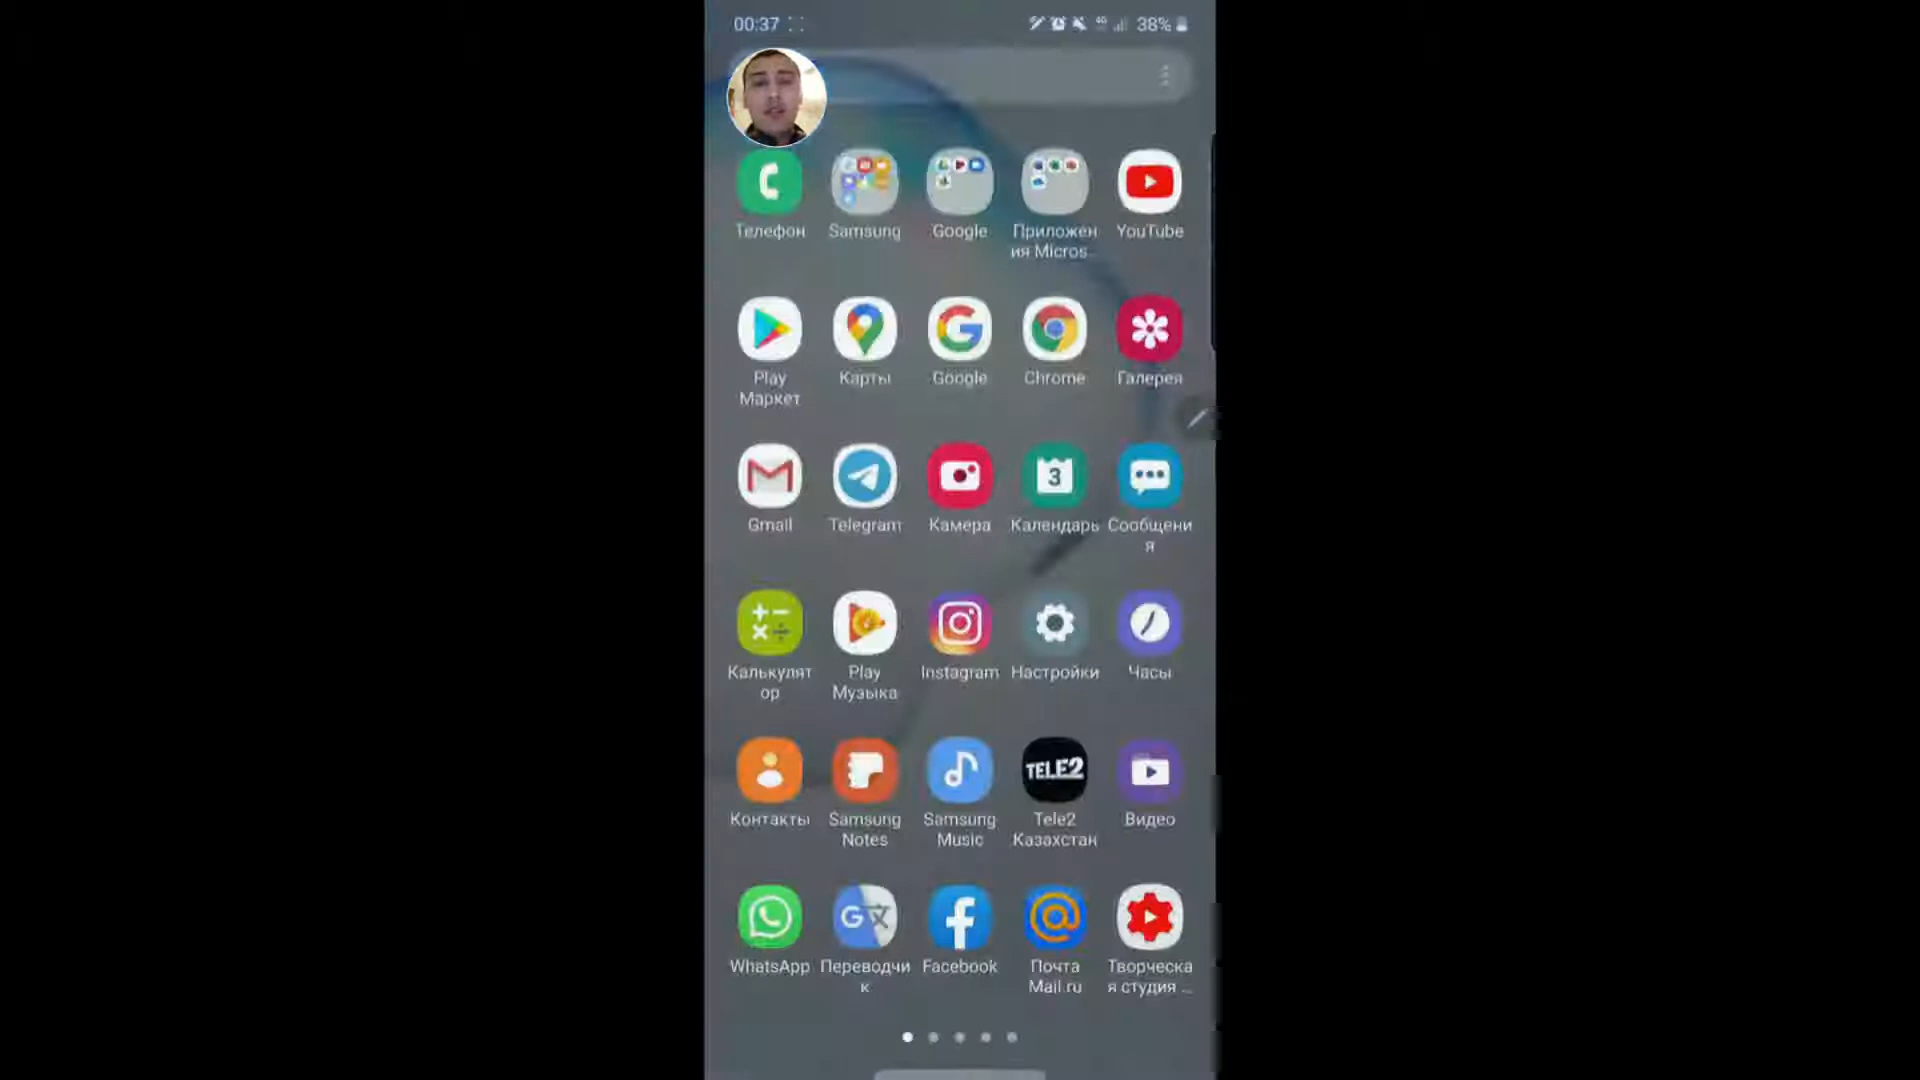 00:37 4G 38%
Телефон Samsung Google Приложен YouTube
ия Micros...
Play Карты Google Chrome Галерея
Маркет
3
Gmail Telegram Камера Календарь Сообщени
я
Калькулят Play Instagram Настройки Часы
ор Музыка
TELE2
Контакты Samsung Samsung Tele2 Видео
Notes Music Казахстан
WhatsApp Переводчи Facebook Почта Творческа
к Mail.ru я студия ...